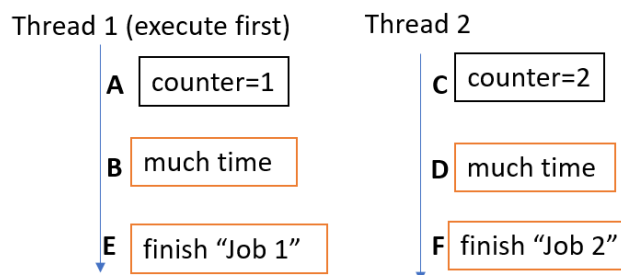 Thread 1 (execute first)
Thread 2
A counter=1
C counter=2
B much time
D much time
E finish “Job 1”
F finish “Job 2”